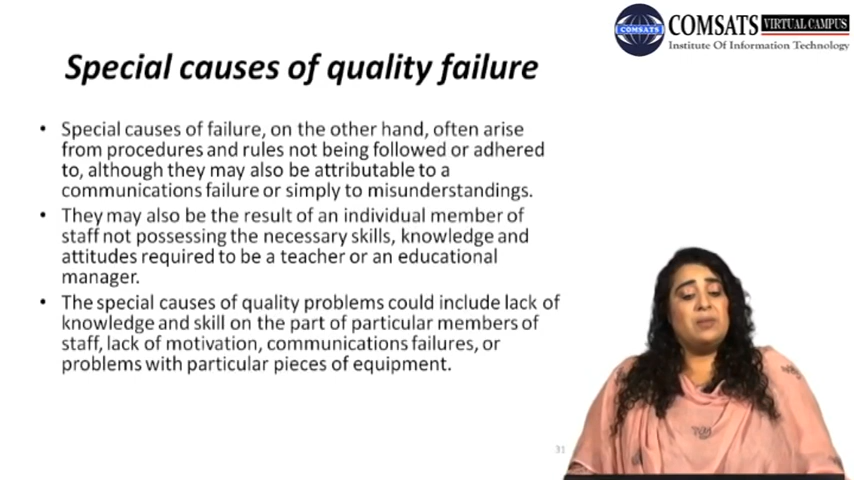 COMSATS
COMSATS VIRTUAL CAMPUS
Institute Of Information Technology
Special causes of quality failure
• Special causes of failure, on the other hand, often arise
from procedures and rules not being followed or adhered
to, although they may also be attributable to a
communications failure or simply to misunderstandings.
• They may also be the result of an individual member of
staff not possessing the necessary skills, knowledge and
attitudes required to be a teacher or an educational
manager.
• The special causes of quality problems could include lack of
knowledge and skill on the part of particular members of
staff, lack of motivation, communications failures, or
problems with particular pieces of equipment.
31